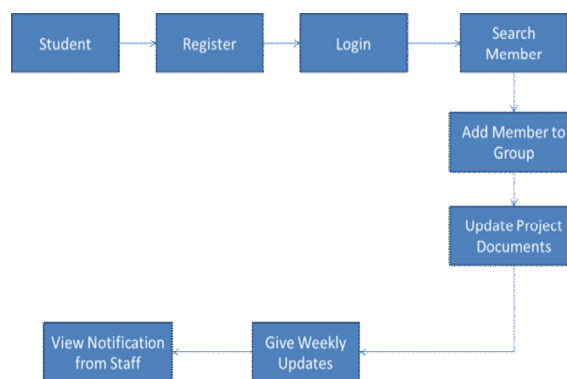 Student
Register
Login
Search
Member
Add Member to
Group
Update Project
Documents
Give Weekly
Updates
View Notification
from Staff